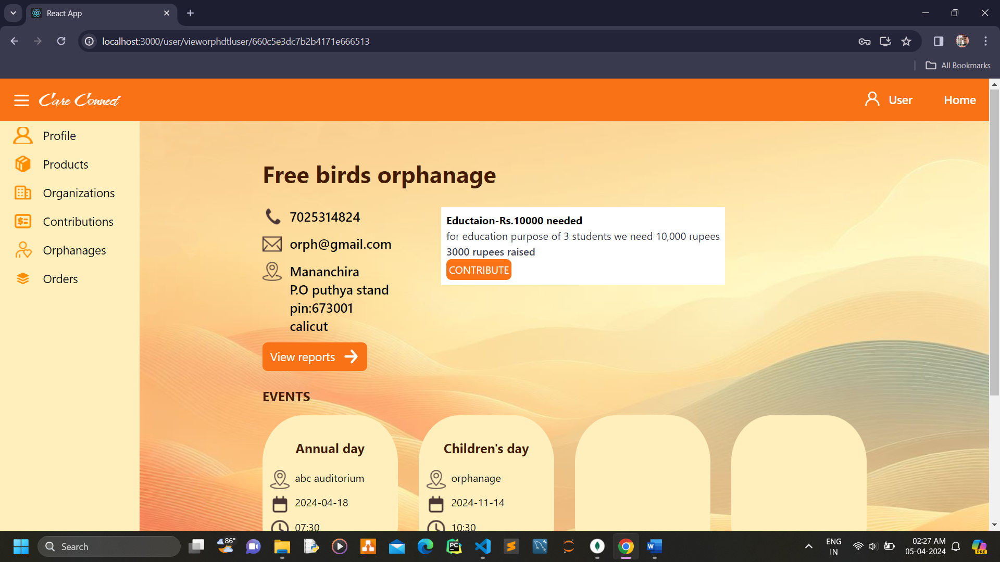 React App
localhost:3000/user/vieworphdtluser/660c5e3dc7b2b4171e666513
All Bookmarks
Care Connect
User
Home
Profile
Products
Organizations
Contributions
Orphanages
Orders
Free birds orphanage
7025314824
orph@gmail.com
Mananchira
P.O puthya stand
pin:673001
calicut
Eductaion-Rs.10000 needed
for education purpose of 3 students we need 10,000 rupees
3000 rupees raised
CONTRIBUTE
View reports
EVENTS
Annual day
abc auditorium
2024-04-18
07:30
Children's day
orphanage
2024-11-14
10:30
Search
86°
PC
W
ENG
IN
02:27 AM
05-04-2024
PRE